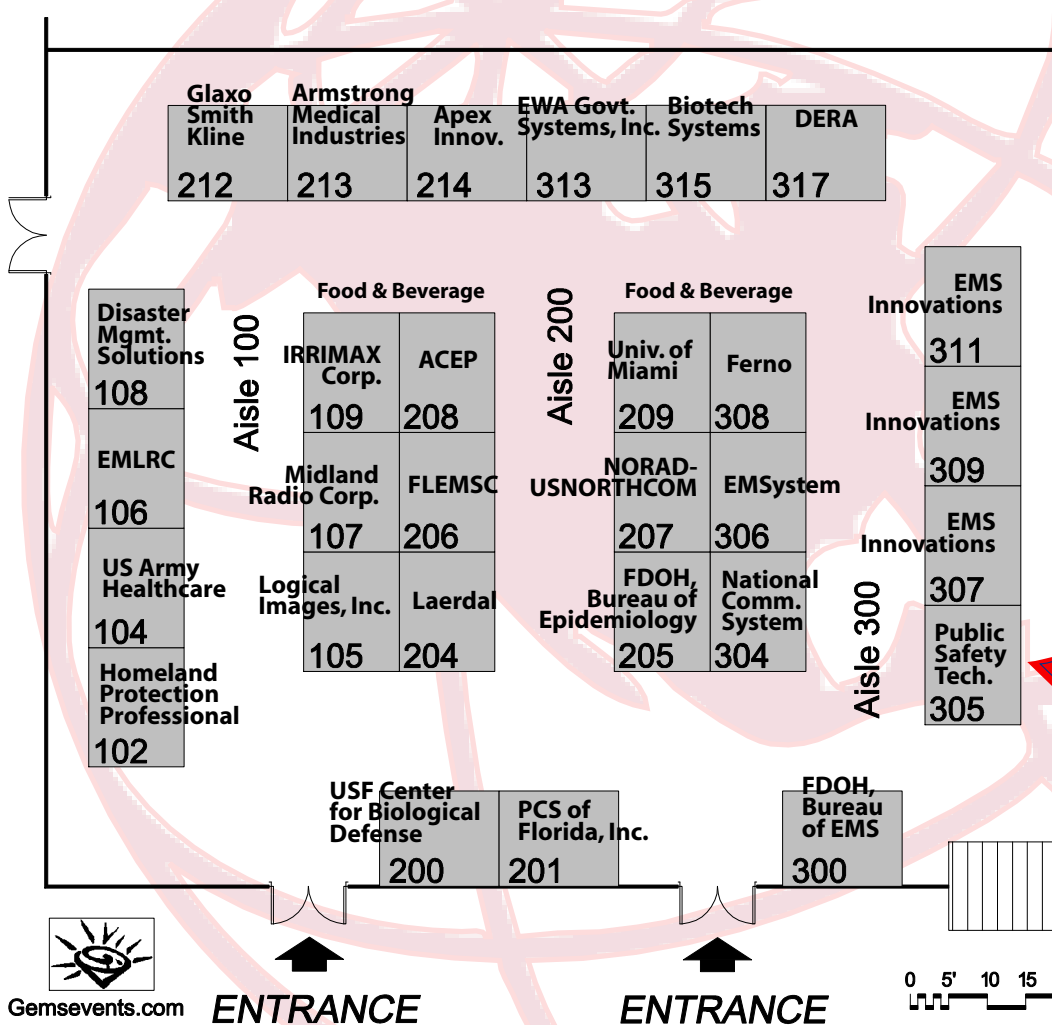 Glaxo
Smith
Kline
212
Armstrong
Medical
Industries
213
Apex
Innov.
214
EWA Govt.
Systems, Inc.
313
Biotech
Systems
315
DERA
317
Disaster
Mgmt.
Solutions
108
EMLRC
106
US Army
Healthcare
104
Homeland
Protection
Professional
102
Aisle 100
Food & Beverage
IRRIMAX
Corp.
109
ACEP
208
Midland
Radio Corp.
107
FLEMSC
206
Logical
Images, Inc.
105
Laerdal
204
Aisle 200
Food & Beverage
Univ. of
Miami
209
Ferno
308
NORAD-
USNORTHCOM
207
EMSystem
306
FDOH,
Bureau of
Epidemiology
205
National
Comm.
System
304
Aisle 300
EMS
Innovations
311
EMS
Innovations
309
EMS
Innovations
307
Public
Safety
Tech.
305
USF Center
for Biological
Defense
200
PCS of
Florida, Inc.
201
FDOH,
Bureau
of EMS
300
Gemsevents.com
ENTRANCE
ENTRANCE
0 5' 10 15